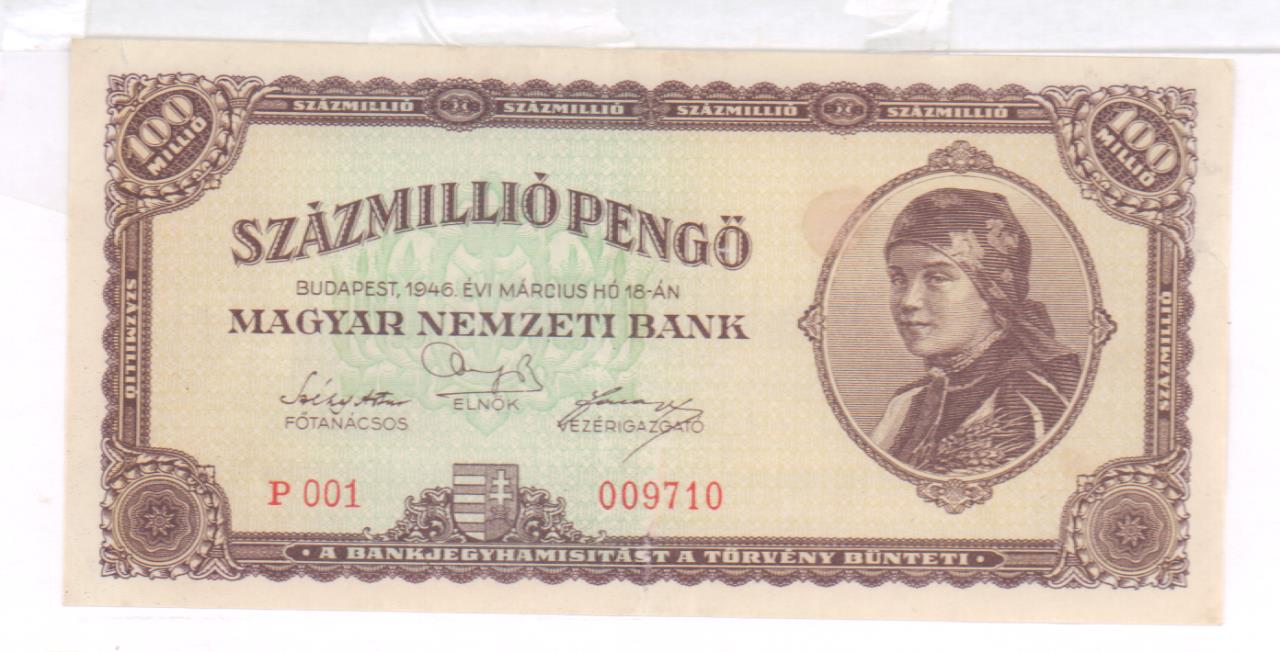 SZÁZMILLIÓ SZÁZMILLIÓ SZÁZMILLIÓ SZÁZMILLIÓ
100
MILLIÓ
100
MILLIÓ
SZÁZMILLIÓ PENGŐ
BUDAPEST, 1946. ÉVI MÁRCIUS HÓ 18-ÁN
MAGYAR NEMZETI BANK
ELNÖK
FŐTANÁCSOS
VEZÉRIGAZGATÓ
SZÁZMILLIÓ
SZÁZMILLIÓ
P 001 009710
• A BANKJEGYHAMISITÁST A TÖRVÉNY BÜNTETI •